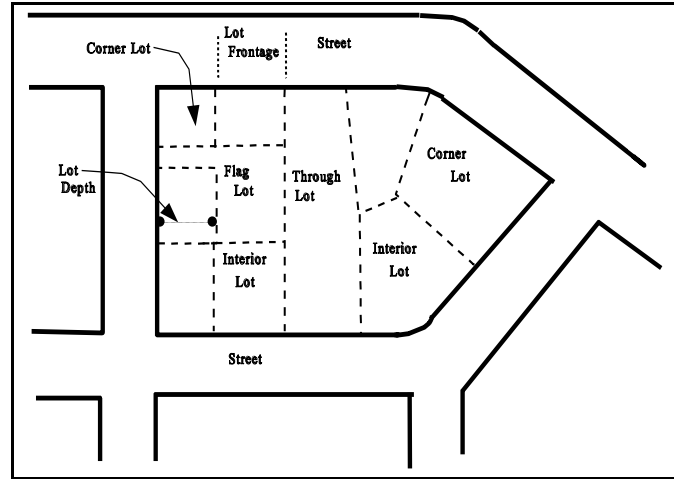 Lot
Frontage
Street
Corner Lot
Corner
Lot
Lot
Depth
Flag
Lot
Through
Lot
Interior
Lot
Interior
Lot
Street